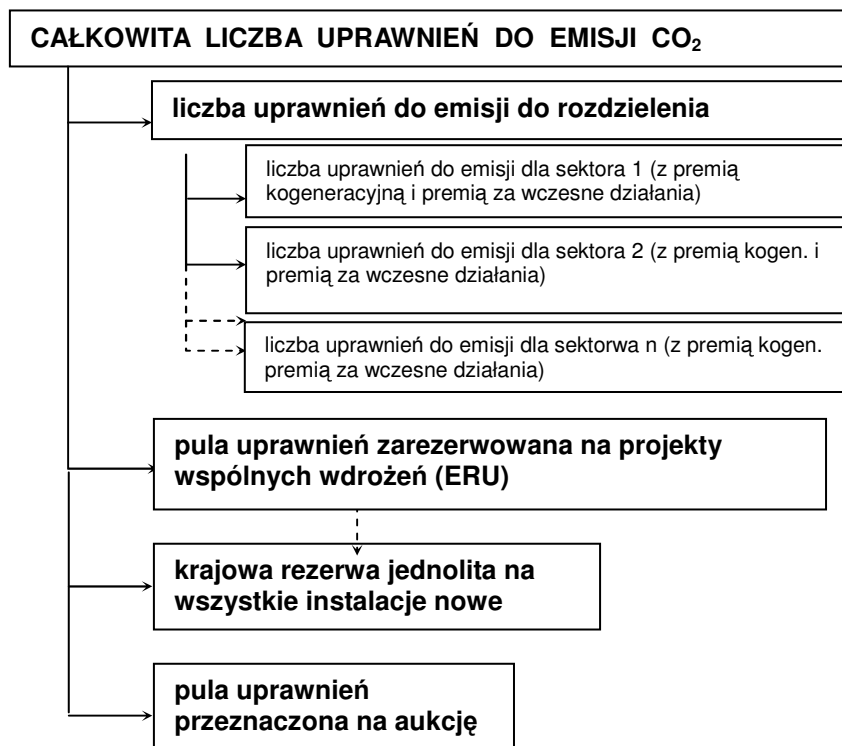 CAŁKOWITA LICZBA UPRAWNIEŃ DO EMISJI CO₂
liczba uprawnień do emisji do rozdzielenia
liczba uprawnień do emisji dla sektora 1 (z premią
kogeneracyjną i premią za wczesne działania)
liczba uprawnień do emisji dla sektora 2 (z premią kogen. i
premią za wczesne działania)
liczba uprawnień do emisji dla sektorwa n (z premią kogen.
premią za wczesne działania)
pula uprawnień zarezerwowana na projekty
wspólnych wdrożeń (ERU)
krajowa rezerwa jednolita na
wszystkie instalacje nowe
pula uprawnień
przeznaczona na aukcję